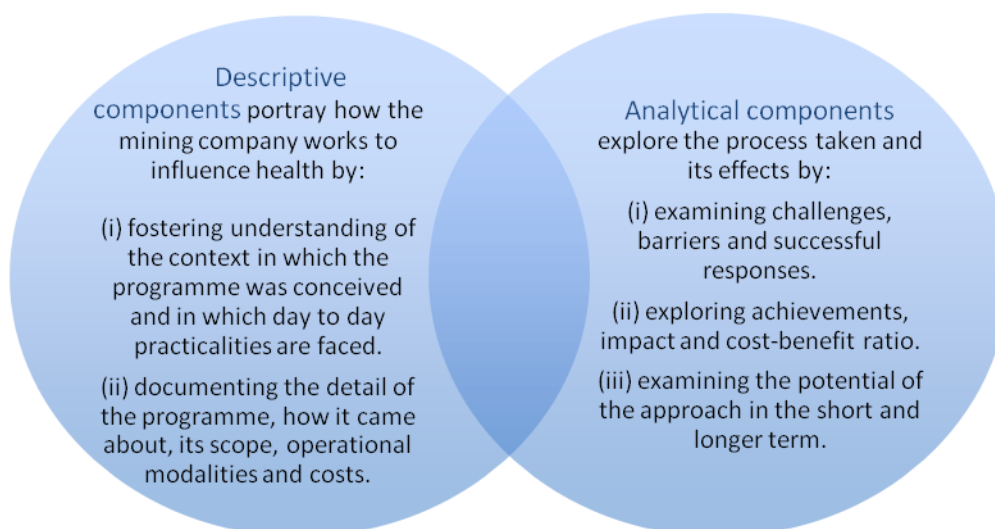 Descriptive
components portray how the
mining company works to
influence health by:
(i) fostering understanding of
the context in which the
programme was conceived
and in which day to day
practicalities are faced.
(ii) documenting the detail of
the programme, how it came
about, its scope, operational
modalities and costs.
Analytical components
explore the process taken and
its effects by:
(i) examining challenges,
barriers and successful
responses.
(ii) exploring achievements,
impact and cost-benefit ratio.
(iii) examining the potential of
the approach in the short and
longer term.